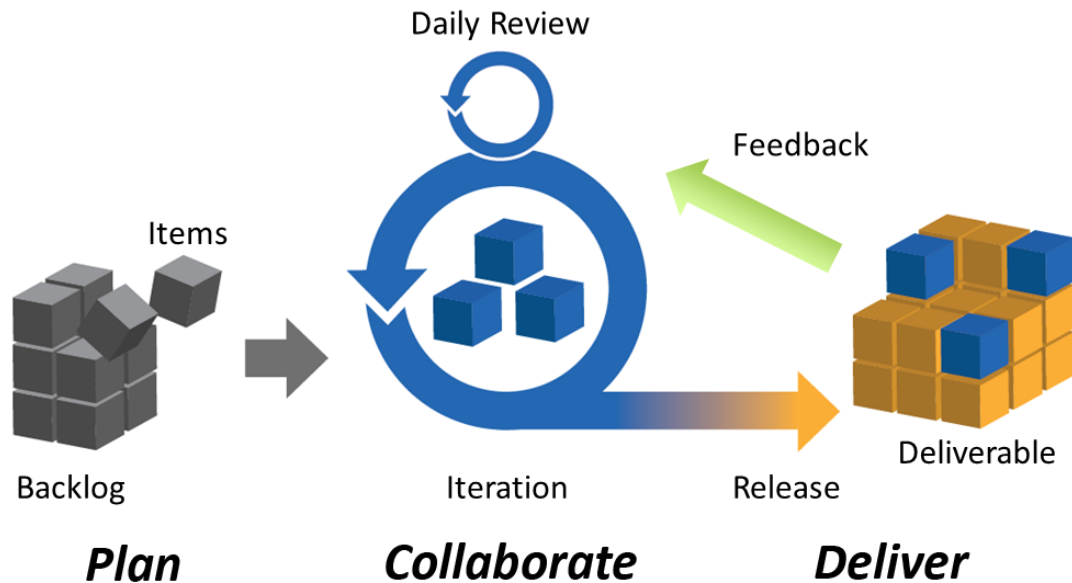 Daily Review
Feedback
Items
Deliverable
Backlog
Iteration
Release
Plan
Collaborate
Deliver